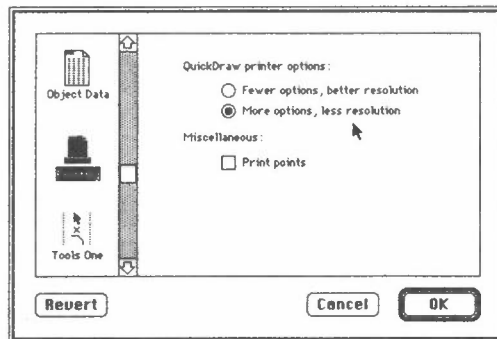 Object Data
Tools One
QuickDraw printer options:
Fewer options, better resolution
More options, less resolution
Miscellaneous:
Print points
Revert
Cancel
OK